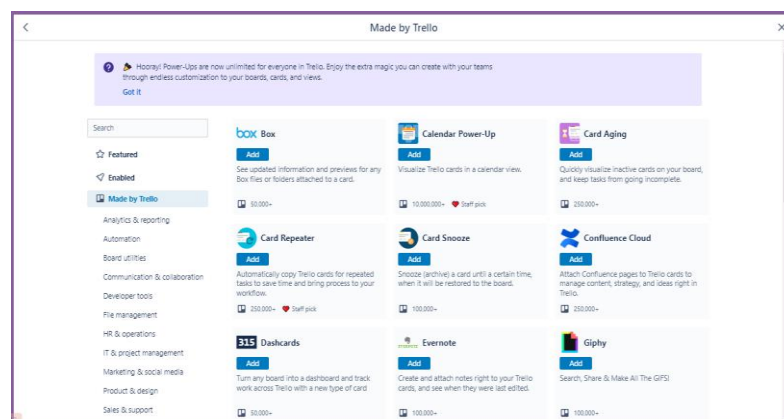 Made by Trello
Hooray! Power-Ups are now unlimited for everyone in Trello. Enjoy the extra magic you can create with your teams
through endless customization to your boards, cards, and views.
Got it
Search
Featured
Enabled
Made by Trello
Analytics & reporting
Automation
Board utilities
Communication & collaboration
Developer tools
File management
HR & operations
IT & project management
Marketing & social media
Product & design
Sales & support
box Box
Add
See updated information and previews for any
Box files or folders attached to a card.
50,000+
Calendar Power-Up
Add
Visualize Trello cards in a calendar view.
10,000,000+ Staff pick
Card Aging
Add
Quickly visualize inactive cards on your board,
and keep tasks from going incomplete.
250,000+
Card Repeater
Add
Automatically copy Trello cards for repeated
tasks to save time and bring process to your
workflow.
250,000+ Staff pick
Card Snooze
Add
Snooze (archive) a card until a certain time,
when it will be restored to the board.
100,000+
Confluence Cloud
Add
Attach Confluence pages to Trello cards to
manage content, strategy, and ideas right in
Trello.
250,000+
315 Dashcards
Add
Turn any board into a dashboard and track
work across Trello with a new type of card
50,000+
Evernote
Add
Create and attach notes right to your Trello
cards, and see when they were last edited.
100,000+
Giphy
Add
Search, Share & Make All The GIFS!
100,000+